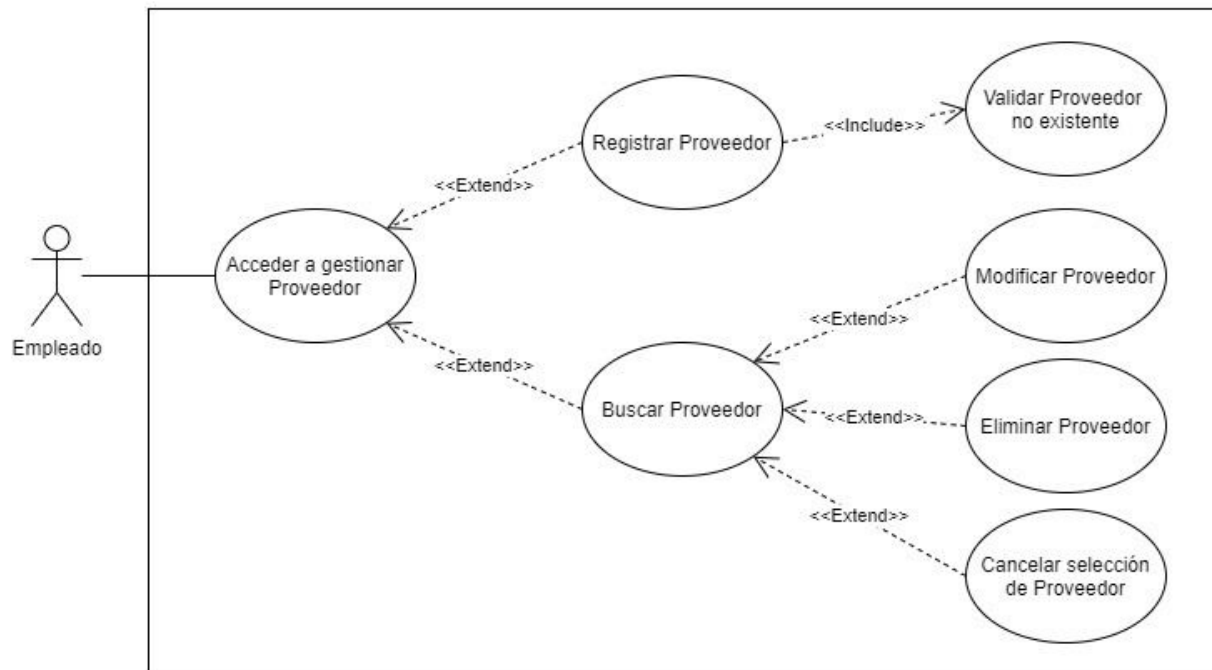 Empleado
Acceder a gestionar
Proveedor
<<Extend>>
Registrar Proveedor
<<Include>>
Validar Proveedor
no existente
<<Extend>>
Buscar Proveedor
<<Extend>>
Modificar Proveedor
<<Extend>>
Eliminar Proveedor
<<Extend>>
Cancelar selección
de Proveedor